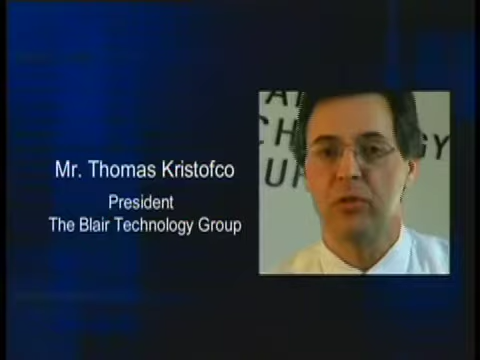 Mr. Thomas Kristofco
President
The Blair Technology Group